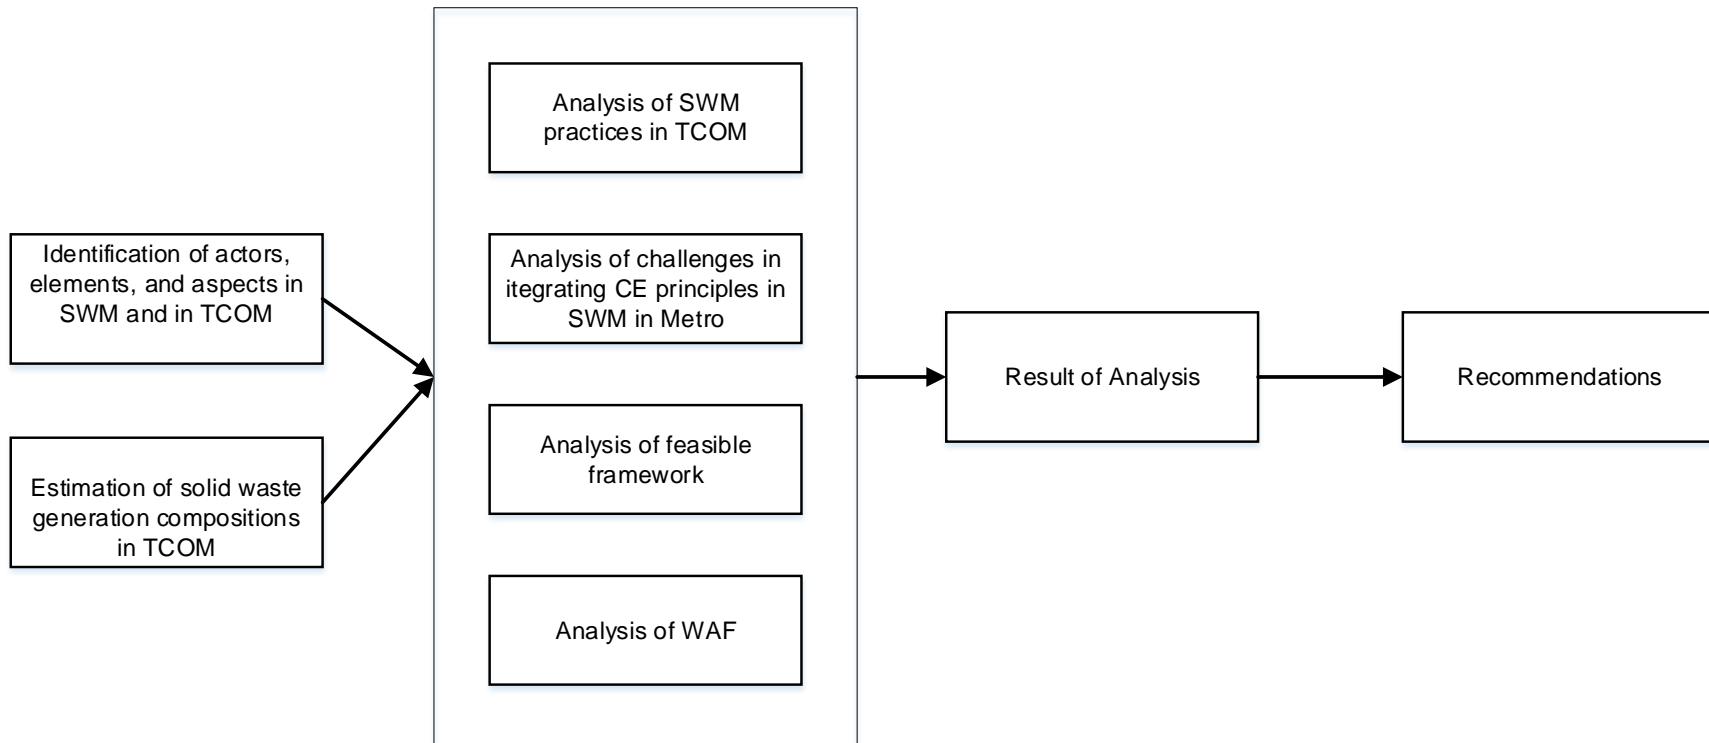 Identification of actors,
elements, and aspects in
SWM and in TCOM
Estimation of solid waste
generation compositions
in TCOM
Analysis of SWM
practices in TCOM
Analysis of challenges in
itegrating CE principles in
SWM in Metro
Analysis of feasible
framework
Analysis of WAF
Result of Analysis
Recommendations